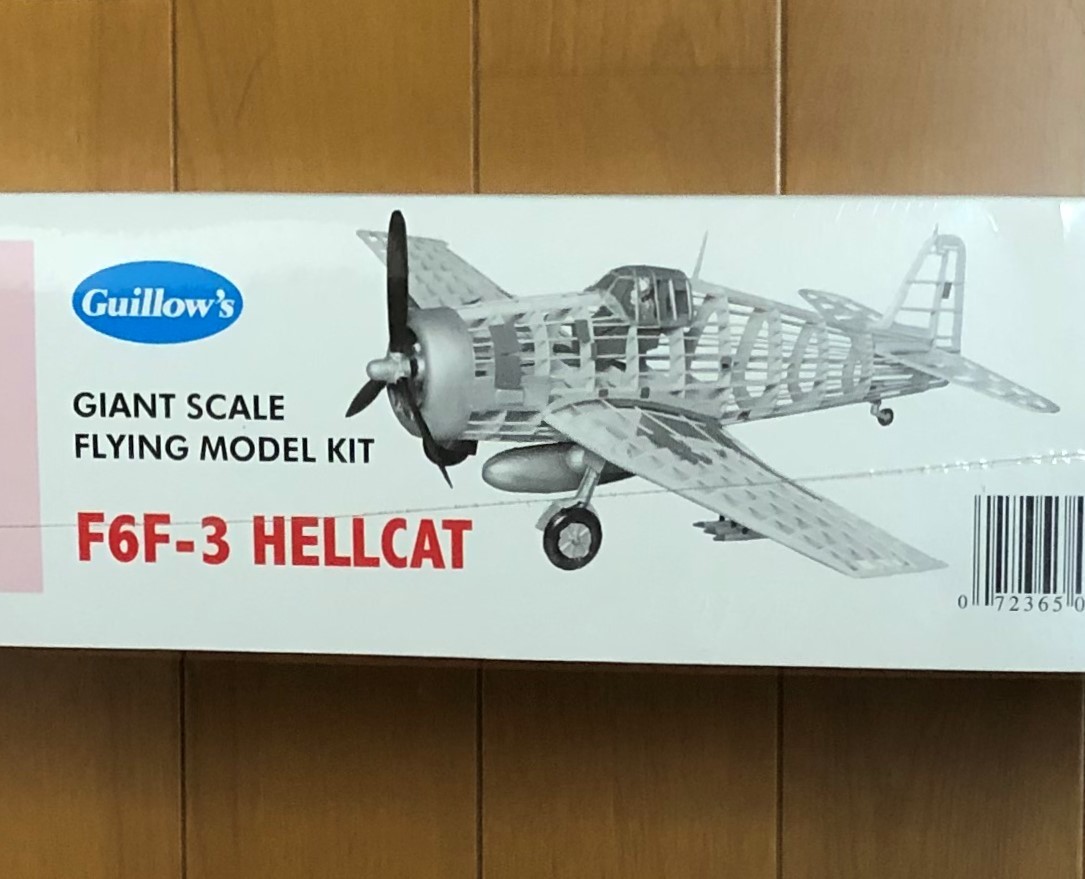 Guillow's
GIANT SCALE
FLYING MODEL KIT
F6F-3 HELLCAT
0 72365 0